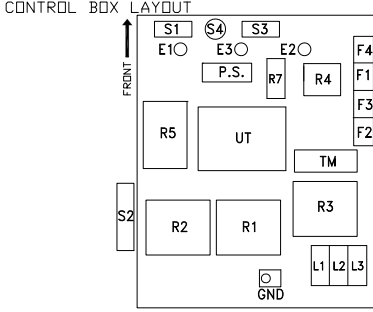 CONTROL BOX LAYOUT
FRONT
S1 S4 S3
E1 E3 E2
P.S.
R7
R4
F4
F1
F3
F2
R5
UT
TM
S2
R2
R1
R3
L1 L2 L3
GND